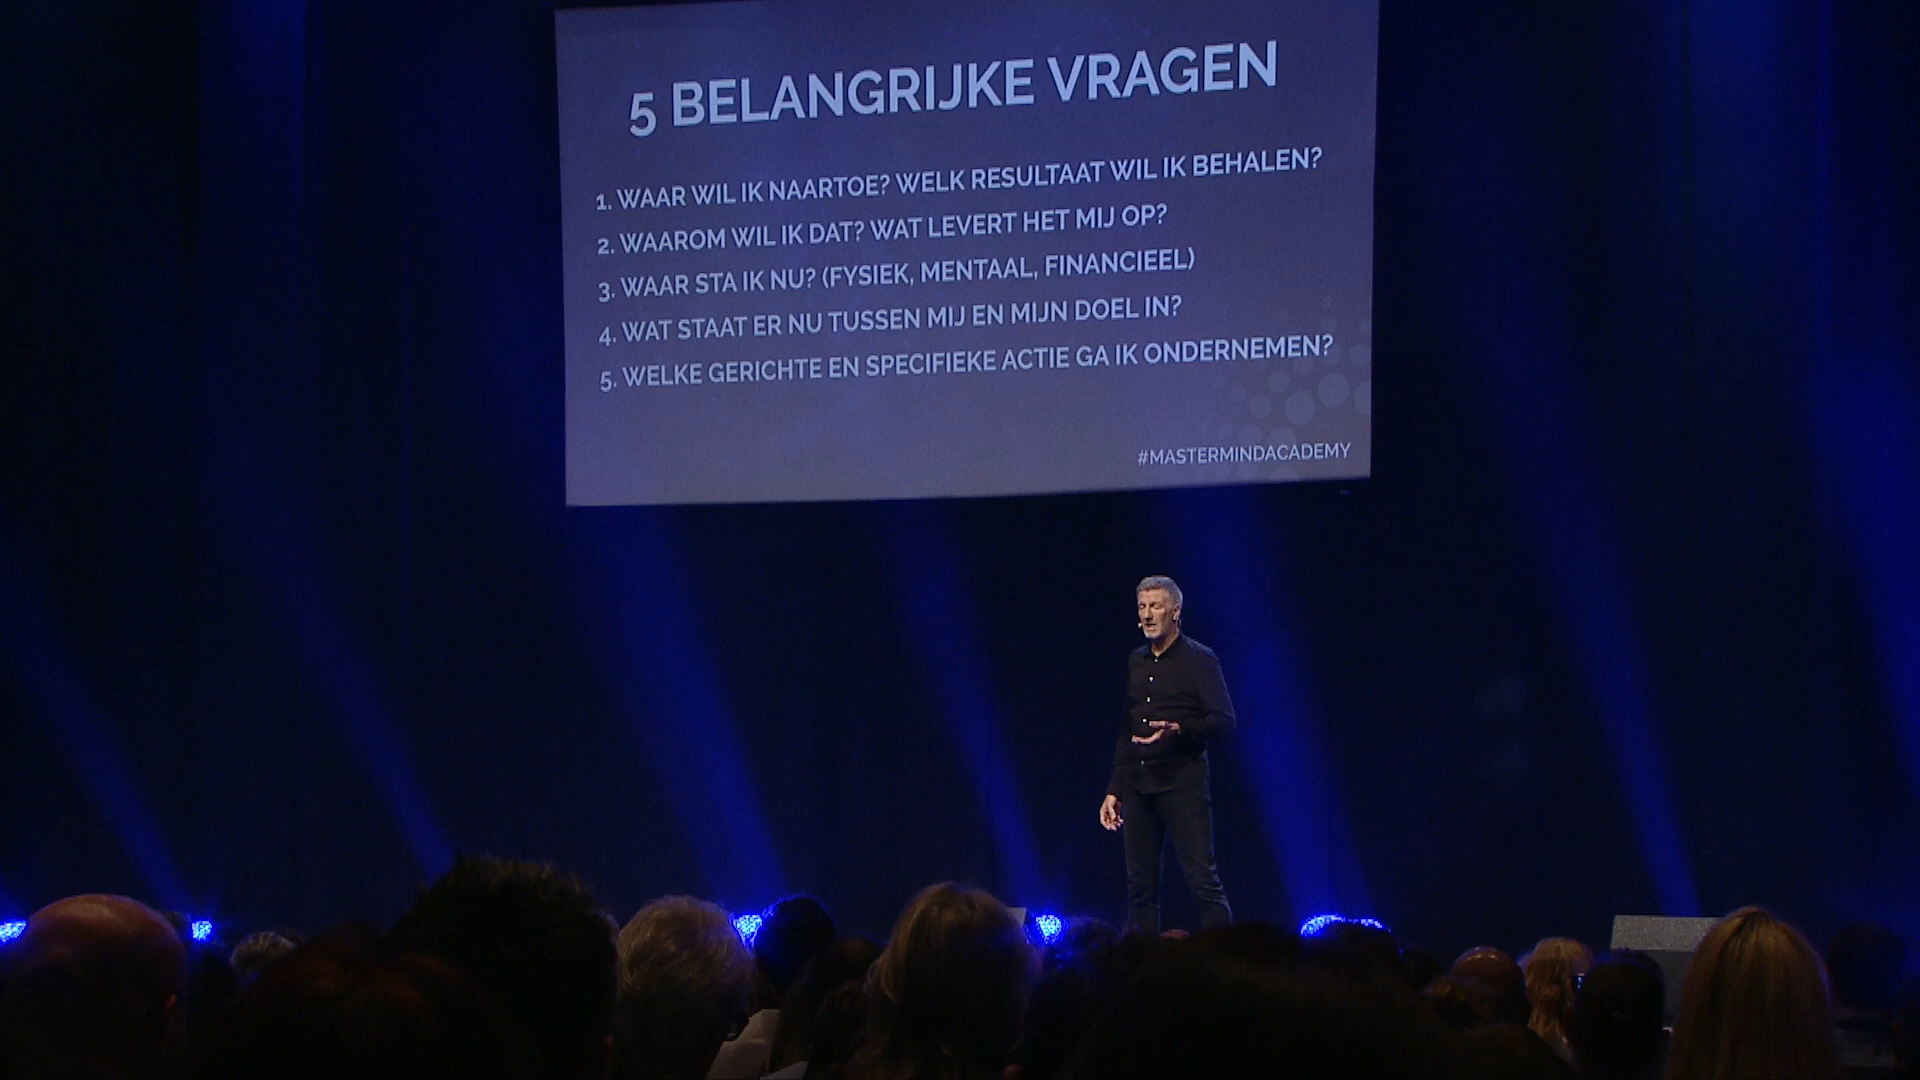 5 BELANGRIJKE VRAGEN
1. WAAR WIL IK NAARTOE? WELK RESULTAAT WIL IK BEHALEN?
2. WAAROM WIL IK DAT? WAT LEVERT HET MIJ OP?
3. WAAR STA IK NU? (FYSIEK, MENTAAL, FINANCIEEL)
4. WAT STAAT ER NU TUSSEN MIJ EN MIJN DOEL IN?
5. WELKE GERICHTE EN SPECIFIEKE ACTIE GA IK ONDERNEMEN?
#MASTERMINDACADEMY